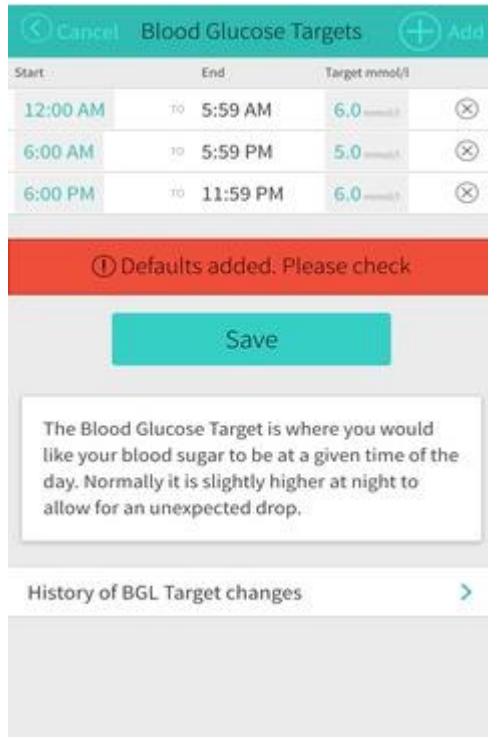 Cancel Blood Glucose Targets Add
Start End Target mmol/l
12:00 AM TO 5:59 AM 6.0 mmol/l
6:00 AM TO 5:59 PM 5.0 mmol/l
6:00 PM TO 11:59 PM 6.0 mmol/l
Defaults added. Please check
Save
The Blood Glucose Target is where you would
like your blood sugar to be at a given time of the
day. Normally it is slightly higher at night to
allow for an unexpected drop.
History of BGL Target changes